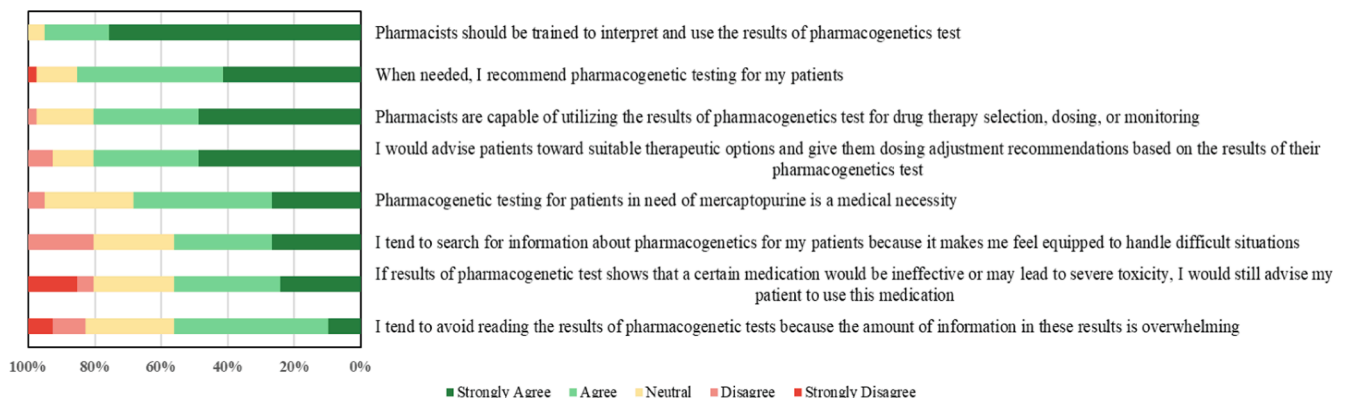 Pharmacists should be trained to interpret and use the results of pharmacogenetics test
When needed, I recommend pharmacogenetic testing for my patients
Pharmacists are capable of utilizing the results of pharmacogenetics test for drug therapy selection, dosing, or monitoring
I would advise patients toward suitable therapeutic options and give them dosing adjustment recommendations based on the results of their
pharmacogenetics test
Pharmacogenetic testing for patients in need of mercaptopurine is a medical necessity
I tend to search for information about pharmacogenetics for my patients because it makes me feel equipped to handle difficult situations
If results of pharmacogenetic test shows that a certain medication would be ineffective or may lead to severe toxicity, I would still advise my
patient to use this medication
I tend to avoid reading the results of pharmacogenetic tests because the amount of information in these results is overwhelming
100% 80% 60% 40% 20% 0%
Strongly Agree Agree Neutral Disagree Strongly Disagree